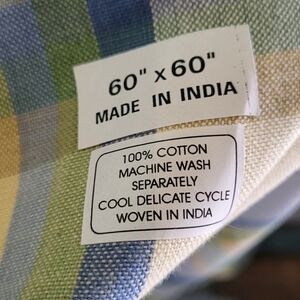 60" x 60"
MADE IN INDIA
100% COTTON
MACHINE WASH
SEPARATELY
COOL DELICATE CYCLE
WOVEN IN INDIA